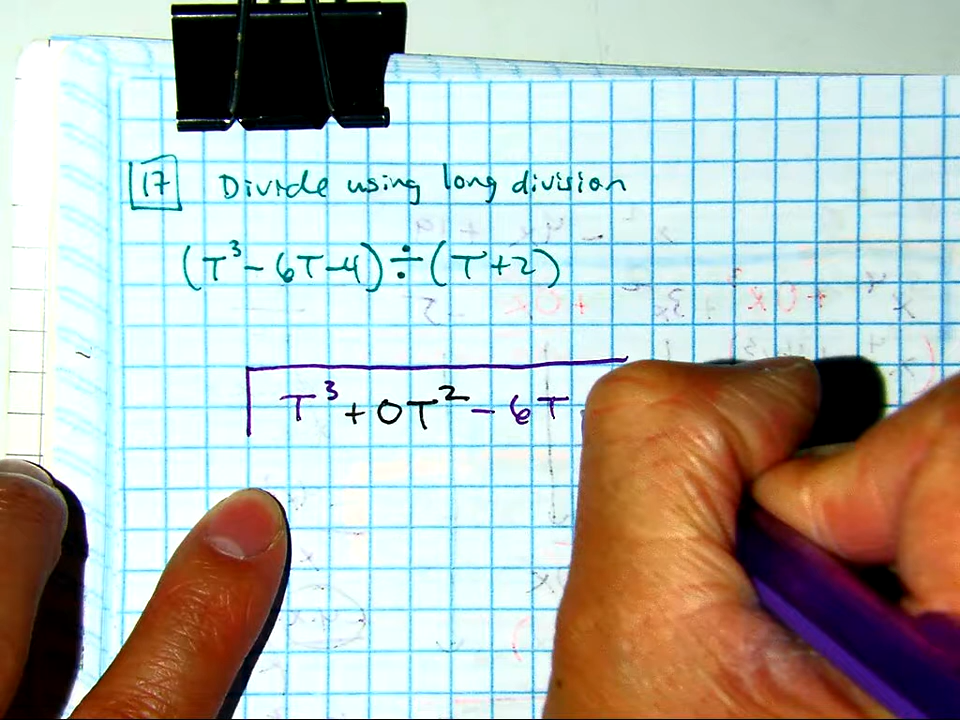 17 Divide using long division
(T³ - 6T - 4) ÷ (T + 2)
T³ + 0T² - 6T